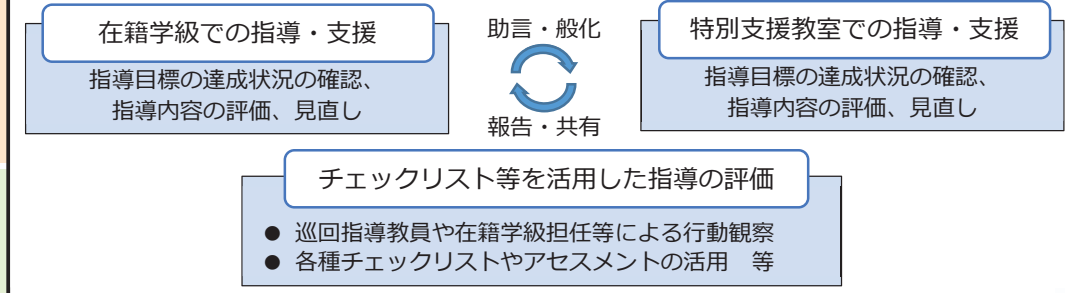 在籍学級での指導・支援
指導目標の達成状況の確認、
指導内容の評価、見直し
助言・般化
報告・共有
特別支援教室での指導・支援
指導目標の達成状況の確認、
指導内容の評価、見直し
チェックリスト等を活用した指導の評価
● 巡回指導教員や在籍学級担任等による行動観察
● 各種チェックリストやアセスメントの活用　等